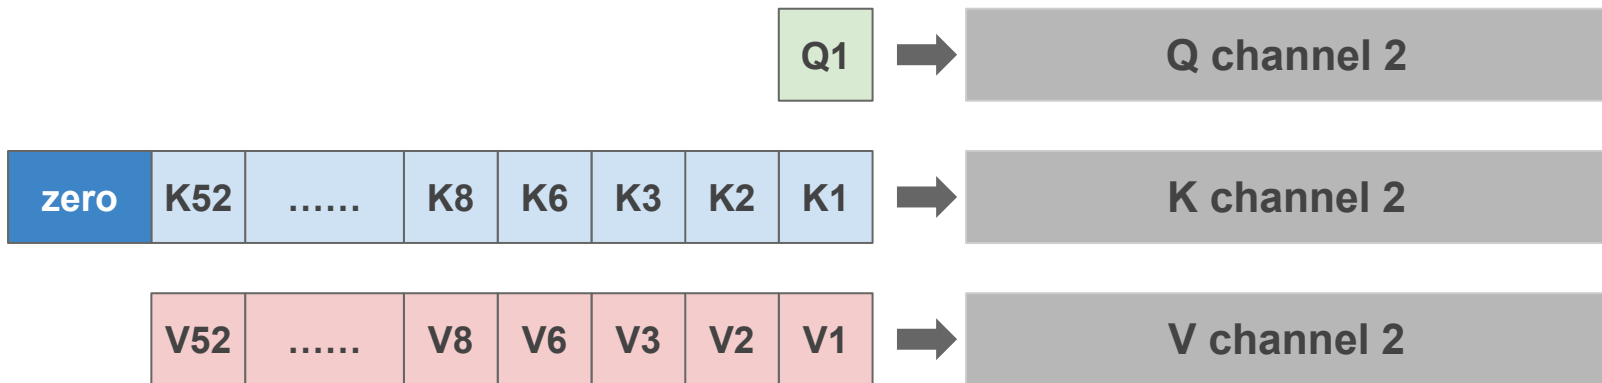 Q1 Q channel 2
zero K52 ...... K8 K6 K3 K2 K1 K channel 2
V52 ...... V8 V6 V3 V2 V1 V channel 2